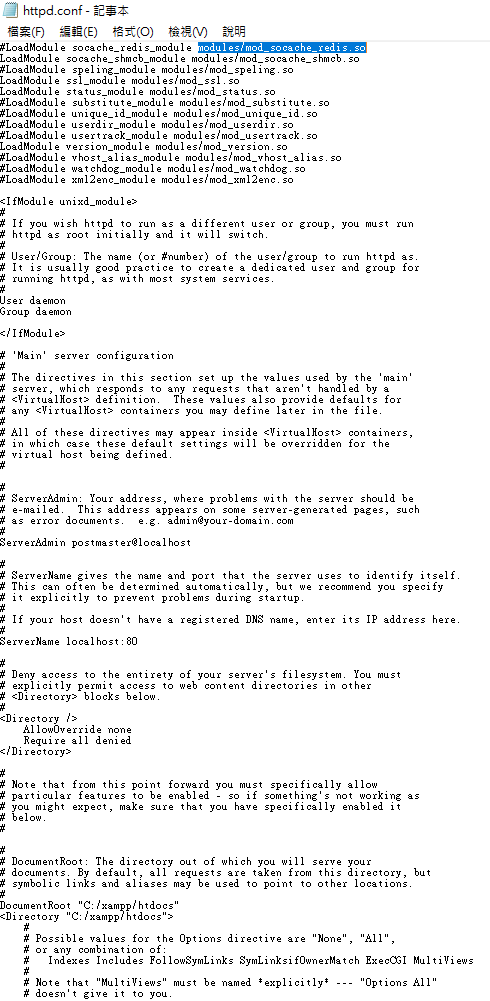 httpd.conf - 記事本
檔案(F) 編輯(E) 格式(O) 檢視(V) 說明
#LoadModule socache_redis_module modules/mod_socache_redis.so
LoadModule socache_shmcb_module modules/mod_socache_shmcb.so
#LoadModule speling_module modules/mod_speling.so
LoadModule ssl_module modules/mod_ssl.so
LoadModule status_module modules/mod_status.so
#LoadModule substitute_module modules/mod_substitute.so
#LoadModule unique_id_module modules/mod_unique_id.so
#LoadModule userdir_module modules/mod_userdir.so
#LoadModule usertrack_module modules/mod_usertrack.so
LoadModule version_module modules/mod_version.so
#LoadModule vhost_alias_module modules/mod_vhost_alias.so
#LoadModule watchdog_module modules/mod_watchdog.so
#LoadModule xml2enc_module modules/mod_xml2enc.so
<IfModule unixd_module>
#
# If you wish httpd to run as a different user or group, you must run
# httpd as root initially and it will switch.
#
# User/Group: The name (or #number) of the user/group to run httpd as.
# It is usually good practice to create a dedicated user and group for
# running httpd, as with most system services.
#
User daemon
Group daemon
</IfModule>
# 'Main' server configuration
#
# The directives in this section set up the values used by the 'main'
# server, which responds to any requests that aren't handled by a
# <VirtualHost> definition.  These values also provide defaults for
# any <VirtualHost> containers you may define later in the file.
#
# All of these directives may appear inside <VirtualHost> containers,
# in which case these default settings will be overridden for the
# virtual host being defined.
#
#
# ServerAdmin: Your address, where problems with the server should be
# e-mailed.  This address appears on some server-generated pages, such
# as error documents.  e.g. admin@your-domain.com
#
ServerAdmin postmaster@localhost
#
# ServerName gives the name and port that the server uses to identify itself.
# This can often be determined automatically, but we recommend you specify
# it explicitly to prevent problems during startup.
#
# If your host doesn't have a registered DNS name, enter its IP address here.
#
ServerName localhost:80
#
# Deny access to the entirety of your server's filesystem. You must
# explicitly permit access to web content directories in other
# <Directory> blocks below.
#
<Directory />
AllowOverride none
Require all denied
</Directory>
#
# Note that from this point forward you must specifically allow
# particular features to be enabled - so if something's not working as
# you might expect, make sure that you have specifically enabled it
# below.
#
#
# DocumentRoot: The directory out of which you will serve your
# documents. By default, all requests are taken from this directory, but
# symbolic links and aliases may be used to point to other locations.
#
DocumentRoot "C:/xampp/htdocs"
<Directory "C:/xampp/htdocs">
#
# Possible values for the Options directive are "None", "All",
# or any combination of:
#   Indexes Includes FollowSymLinks SymLinksifOwnerMatch ExecCGI MultiViews
#
# Note that "MultiViews" must be named *explicitly* --- "Options All"
# doesn't give it to you.